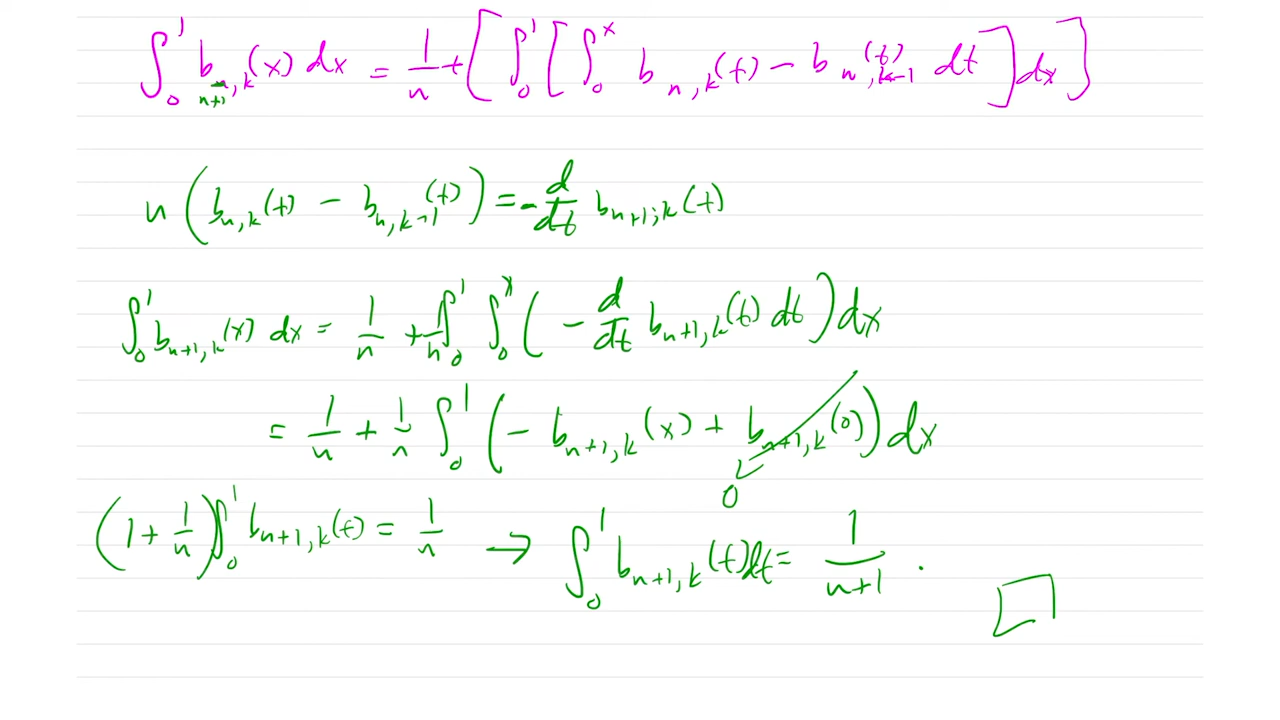 ∫₀¹ b_{n+1,k}(x) dx = 1/n + [∫₀¹ [∫₀ˣ b_{n,k}(t) − b_{n,k−1}(t) dt] dx]
n(b_{n,k}(t) − b_{n,k−1}(t)) = − d/dt b_{n+1,k}(t)
∫₀¹ b_{n+1,k}(x) dx = 1/n + 1/n ∫₀¹ ∫₀ˣ (− d/dt b_{n+1,k}(t) dt) dx
= 1/n + 1/n ∫₀¹ (− b_{n+1,k}(x) + b_{n+1,k}(0)) dx
0
(1 + 1/n) ∫₀¹ b_{n+1,k}(t) = 1/n → ∫₀¹ b_{n+1,k}(t) dt = 1/(n+1) .